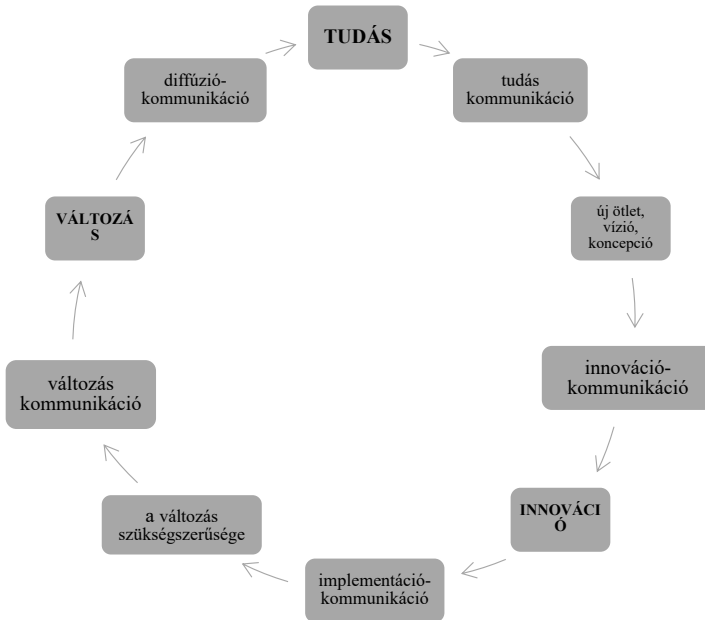 TUDÁS
tudás
kommunikáció
új ötlet,
vízió,
koncepció
innováció-
kommunikáció
INNOVÁCI
Ó
implementáció-
kommunikáció
a változás
szükségszerűsége
változás
kommunikáció
VÁLTOZÁ
S
diffúzió-
kommunikáció